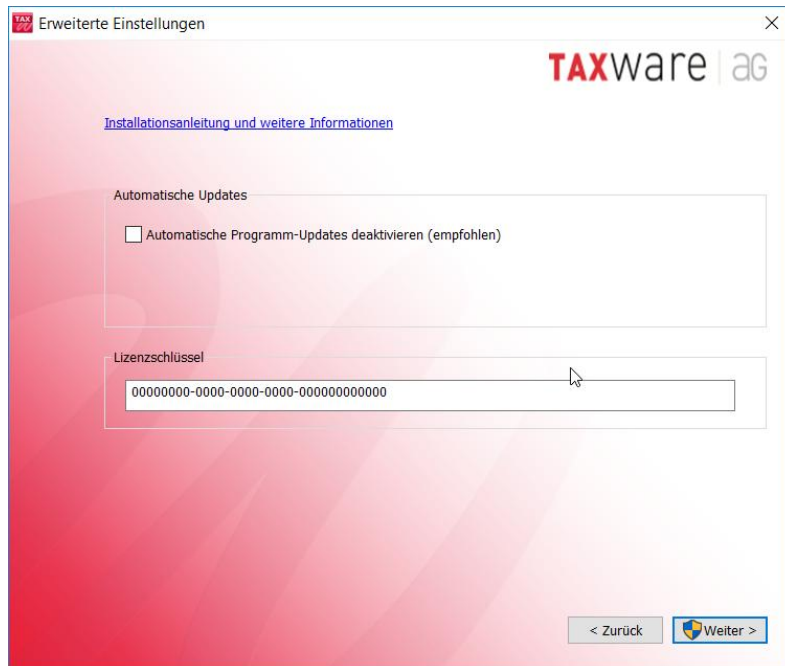 TAX
Erweiterte Einstellungen
TAXware | aG
Installationsanleitung und weitere Informationen
Automatische Updates
Automatische Programm-Updates deaktivieren (empfohlen)
Lizenzschlüssel
00000000-0000-0000-0000-000000000000
< Zurück
Weiter >